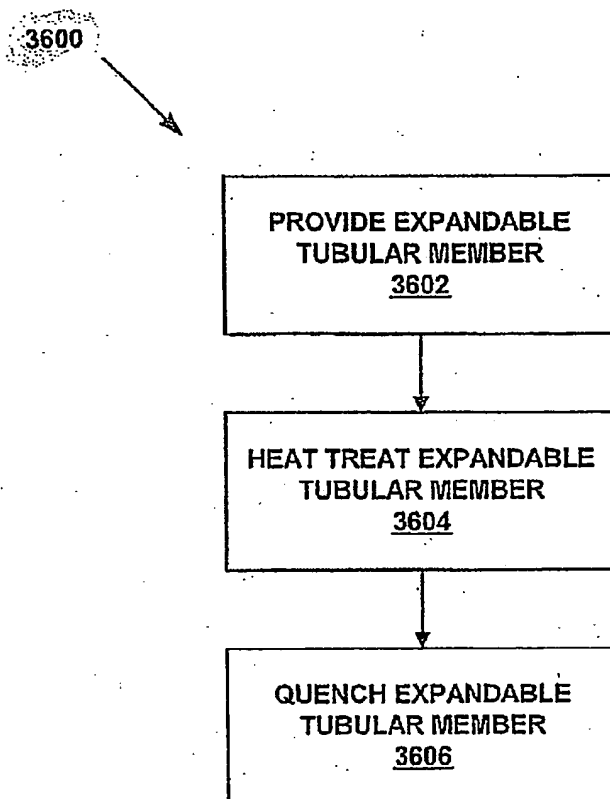 3600
PROVIDE EXPANDABLE
TUBULAR MEMBER
3602
HEAT TREAT EXPANDABLE
TUBULAR MEMBER
3604
QUENCH EXPANDABLE
TUBULAR MEMBER
3606